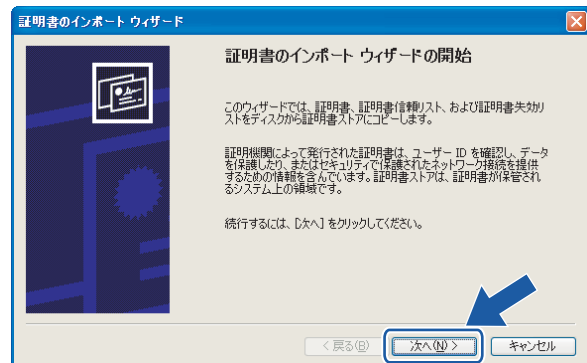 証明書のインポート ウィザード
証明書のインポート ウィザードの開始
このウィザードでは、証明書、証明書信頼リスト、および証明書失効リ
ストをディスクから証明書ストアにコピーします。
証明機関によって発行された証明書は、ユーザー ID を確認し、データ
を保護したり、またはセキュリティで保護されたネットワーク接続を提供
するための情報を含んでいます。証明書ストアは、証明書が保管され
るシステム上の領域です。
続行するには、[次へ] をクリックしてください。
< 戻る(B)
次へ(N) >
キャンセル